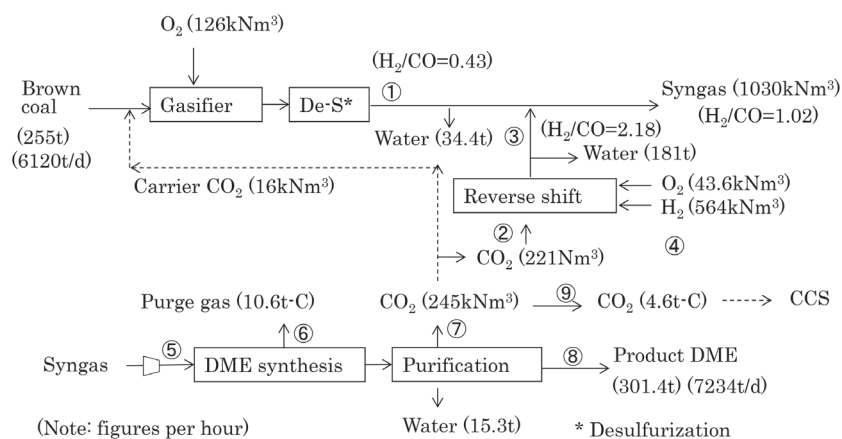 O₂ (126kNm³)
(H₂/CO=0.43)
Brown
coal
(255t)
(6120t/d)
Gasifier
De-S*
①
Syngas (1030kNm³)
(H₂/CO=1.02)
Water (34.4t)
③
(H₂/CO=2.18)
Water (181t)
Carrier CO₂ (16kNm³)
Reverse shift
O₂ (43.6kNm³)
H₂ (564kNm³)
②
④
CO₂ (221Nm³)
Purge gas (10.6t-C)
CO₂ (245kNm³)
⑨
CO₂ (4.6t-C)
CCS
⑥
⑦
Syngas
⑤
DME synthesis
Purification
⑧
Product DME
(301.4t) (7234t/d)
Water (15.3t)
(Note: figures per hour)
* Desulfurization